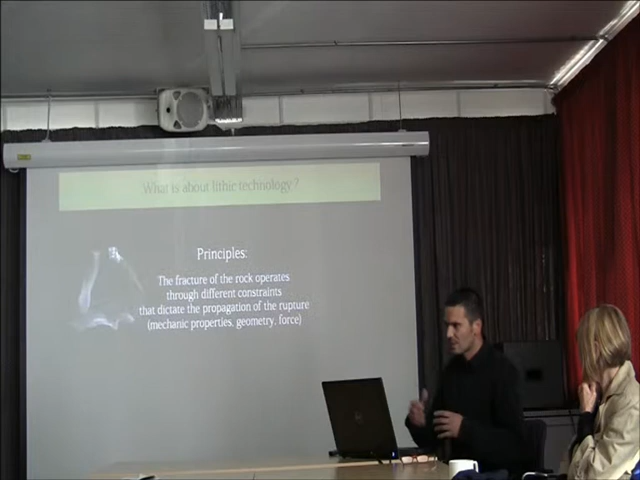 What is about lithic technology?
Principles:
The fracture of the rock operates
through different constraints
that dictate the propagation of the rupture
(mechanic properties, geometry, force)